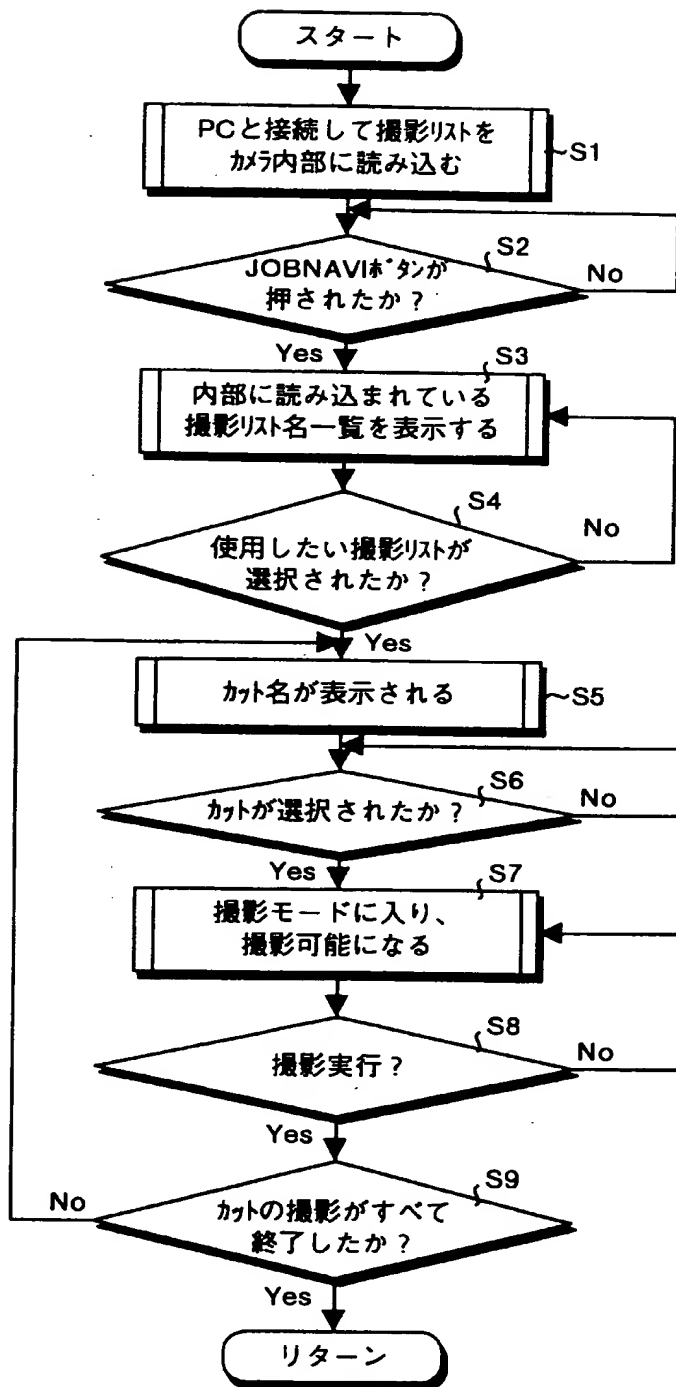 スタート
PCと接続して撮影リストを
カメラ内部に読み込む
S1
S2
JOBNAVIボタンが
押されたか？
No
Yes
S3
内部に読み込まれている
撮影リスト名一覧を表示する
S4
使用したい撮影リストが
選択されたか？
No
Yes
カット名が表示される
S5
S6
カットが選択されたか？
No
Yes
S7
撮影モードに入り、
撮影可能になる
S8
撮影実行？
No
Yes
S9
カットの撮影がすべて
終了したか？
No
Yes
リターン